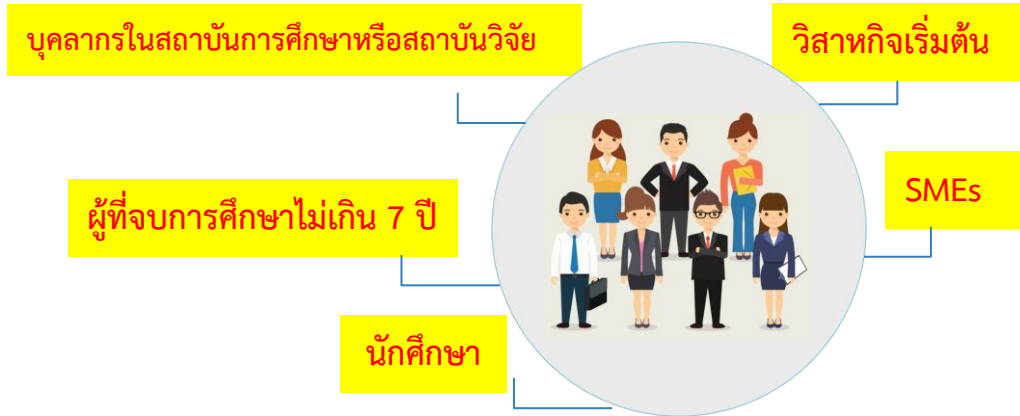 บุคลากรในสถาบันการศึกษาหรือสถาบันวิจัย
วิสาหกิจเริ่มต้น
ผู้ที่จบการศึกษาไม่เกิน 7 ปี
SMEs
นักศึกษา